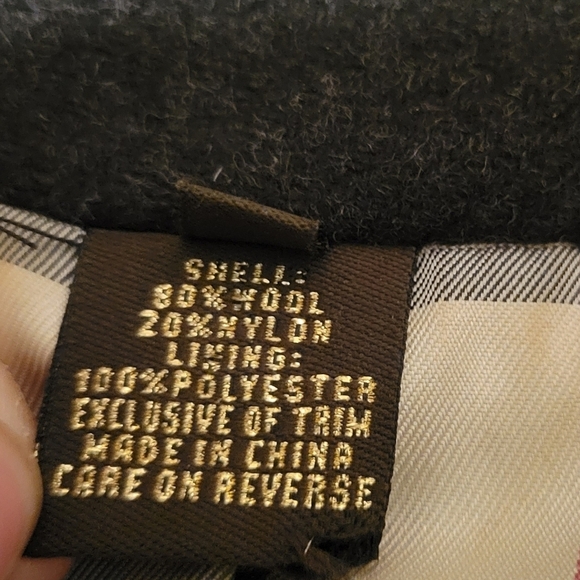 SHELL:
80% WOOL
20% NYLON
LINING:
100% POLYESTER
EXCLUSIVE OF TRIM
MADE IN CHINA
CARE ON REVERSE